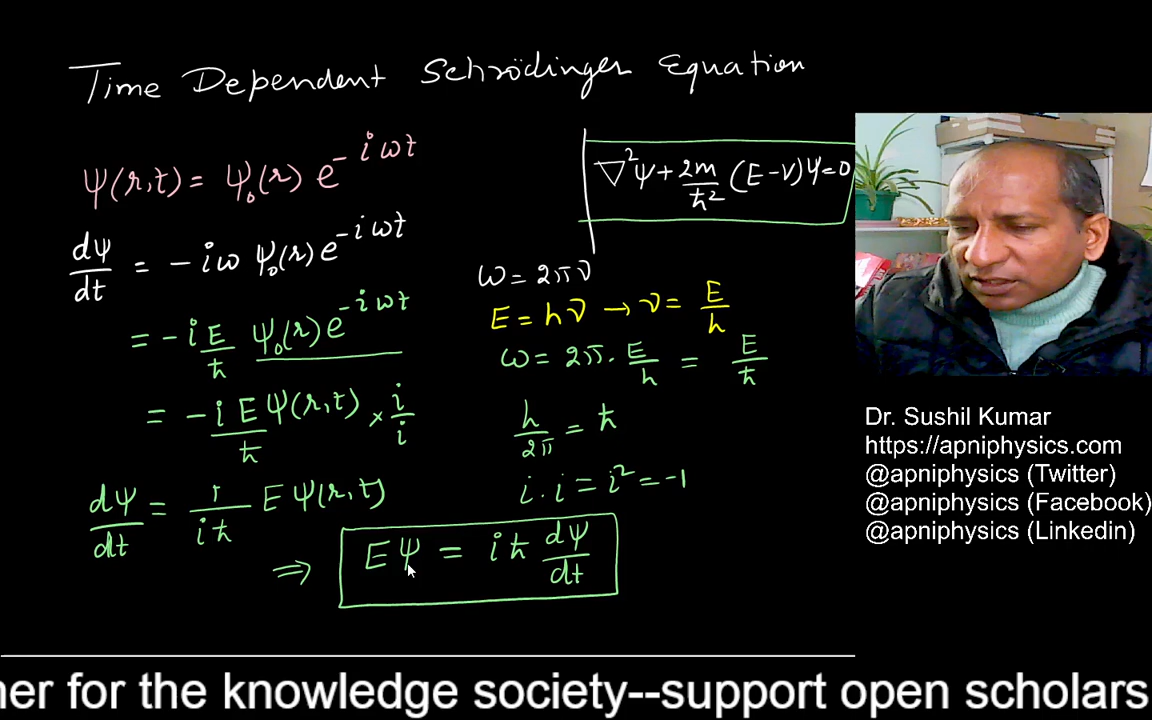 Time Dependent Schrödinger Equation
ψ(r,t) = ψ₀(r) e^{-iωt}
dψ/dt = -iω ψ₀(r) e^{-iωt}
= -iE/ħ ψ₀(r) e^{-iωt}
= -iEψ(r,t)/ħ × i/i
dψ/dt = 1/iħ E ψ(r,t)
⇒ Eψ = iħ dψ/dt
∇²ψ + 2m/ħ² (E-V)ψ=0
ω = 2πν
E = hν → ν = E/h
ω = 2π · E/h = E/ħ
h/2π = ħ
i · i = i² = -1
Dr. Sushil Kumar
https://apniphysics.com
@apniphysics (Twitter)
@apniphysics (Facebook)
@apniphysics (Linkedin)
her for the knowledge society--support open scholars